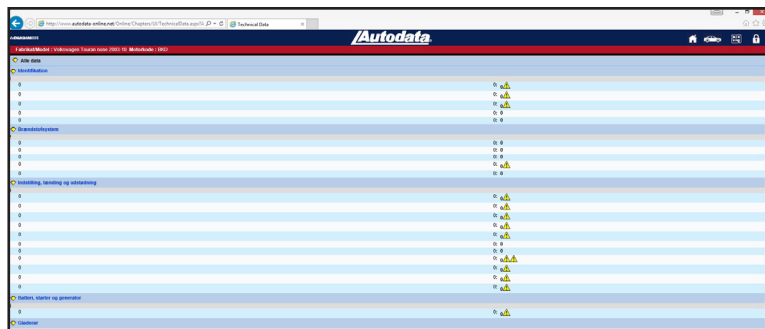 http://www.autodata-online.net/Online/Chapters/UI/TechnicalData.aspx?A
Technical Data
Autodata
Fabrikat/Model : Volkswagen Touran none 2003-10 Motorkode : BKD
Alle data
Identifikation
0 0: 0
0 0: 0
0 0: 0
0 0: 0
0 0: 0
Brændstofsystem
0 0: 0
0 0: 0
0 0: 0
0 0: 0
0 0: 0
Indstilling, tænding og udstødning
0 0: 0
0 0: 0
0 0: 0
0 0: 0
0 0: 0
0 0: 0
0 0: 0
0 0: 0
0 0: 0
0 0: 0
0 0: 0
Batteri, starter og generator
0 0: 0
Gløderør